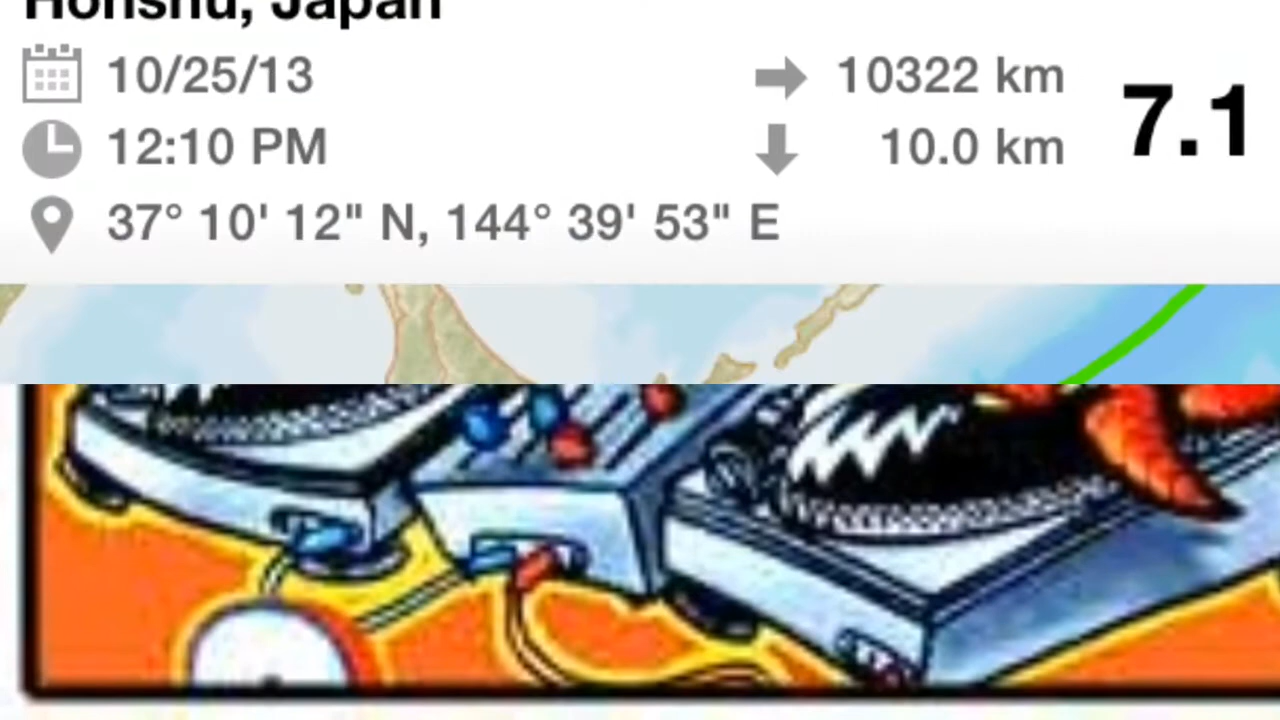 Honshu, Japan
10/25/13
10322 km
7.1
12:10 PM
10.0 km
37° 10' 12" N, 144° 39' 53" E